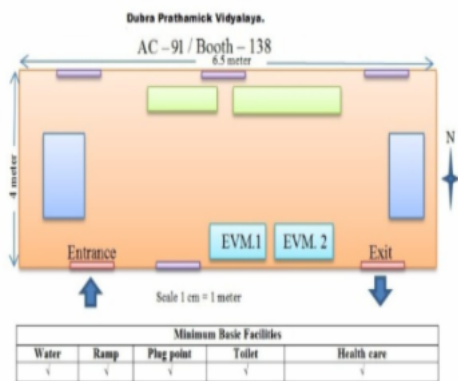 Dubra Prathamick Vidyalaya.
AC – 91 / Booth – 138
6.5 meter
4 meter
N
EVM.1 EVM. 2
Entrance Exit
Scale 1 cm = 1 meter
Minimum Basic Facilities
Water Ramp Plug point Toilet Health care
√ √ √ √ √